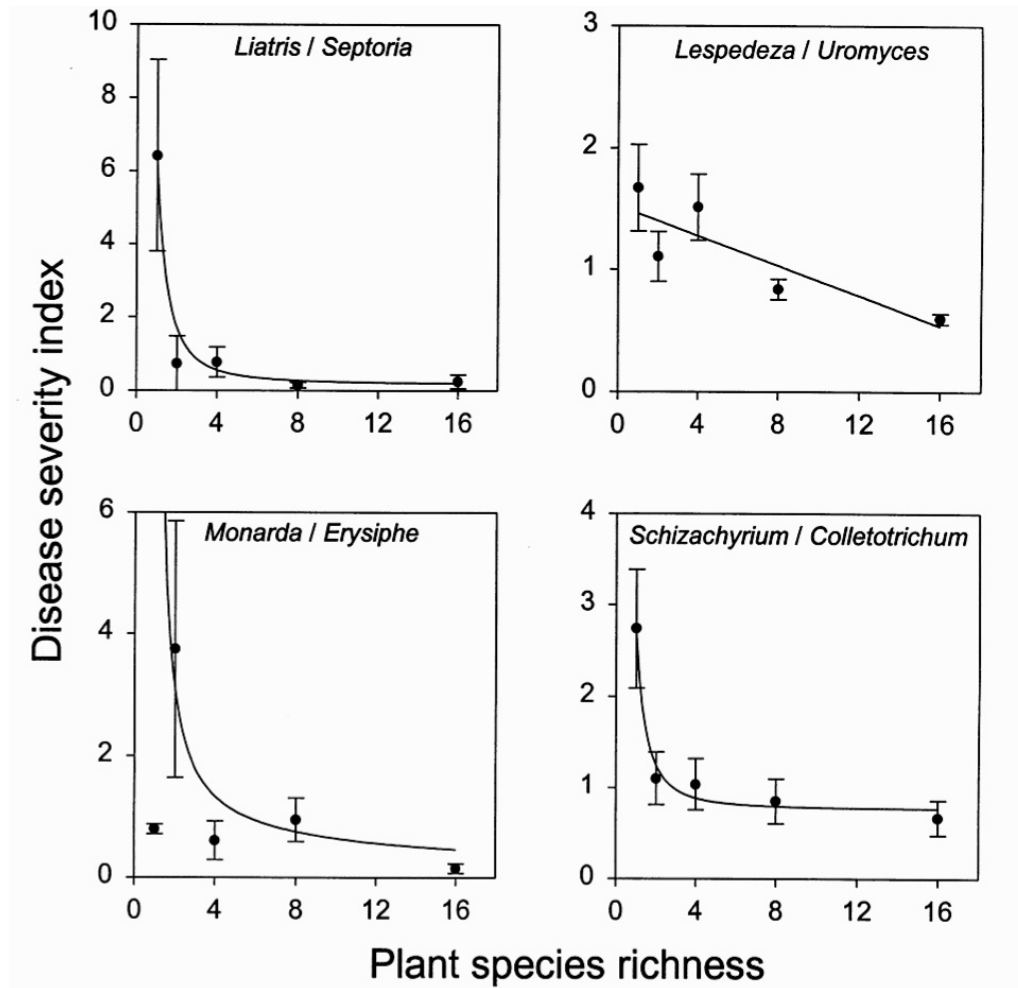 Disease severity index
Liatris / Septoria
10
8
6
4
2
0
0 4 8 12 16
Lespedeza / Uromyces
3
2
1
0
0 4 8 12 16
Monarda / Erysiphe
6
4
2
0
0 4 8 12 16
Schizachyrium / Colletotrichum
4
3
2
1
0
0 4 8 12 16
Plant species richness